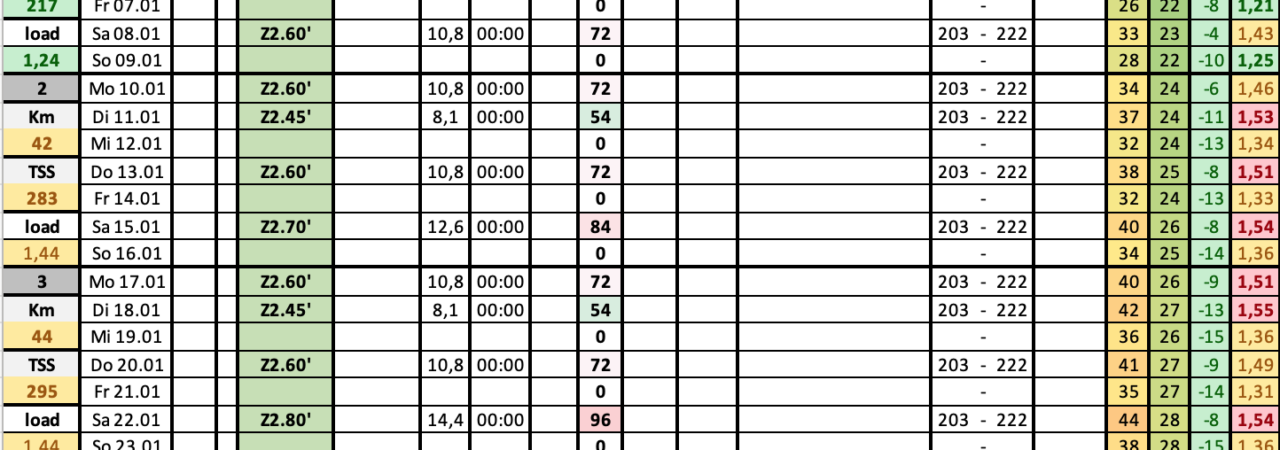 217 Fr 07.01 0 - 26 22 -8 1,21
load Sa 08.01 Z2.60' 10,8 00:00 72 203 - 222 33 23 -4 1,43
1,24 So 09.01 0 - 28 22 -10 1,25
2 Mo 10.01 Z2.60' 10,8 00:00 72 203 - 222 34 24 -6 1,46
Km Di 11.01 Z2.45' 8,1 00:00 54 203 - 222 37 24 -11 1,53
42 Mi 12.01 0 - 32 24 -13 1,34
TSS Do 13.01 Z2.60' 10,8 00:00 72 203 - 222 38 25 -8 1,51
283 Fr 14.01 0 - 32 24 -13 1,33
load Sa 15.01 Z2.70' 12,6 00:00 84 203 - 222 40 26 -8 1,54
1,44 So 16.01 0 - 34 25 -14 1,36
3 Mo 17.01 Z2.60' 10,8 00:00 72 203 - 222 40 26 -9 1,51
Km Di 18.01 Z2.45' 8,1 00:00 54 203 - 222 42 27 -13 1,55
44 Mi 19.01 0 - 36 26 -15 1,36
TSS Do 20.01 Z2.60' 10,8 00:00 72 203 - 222 41 27 -9 1,49
295 Fr 21.01 0 - 35 27 -14 1,31
load Sa 22.01 Z2.80' 14,4 00:00 96 203 - 222 44 28 -8 1,54
1,44 So 23.01 0 - 38 28 -15 1,36